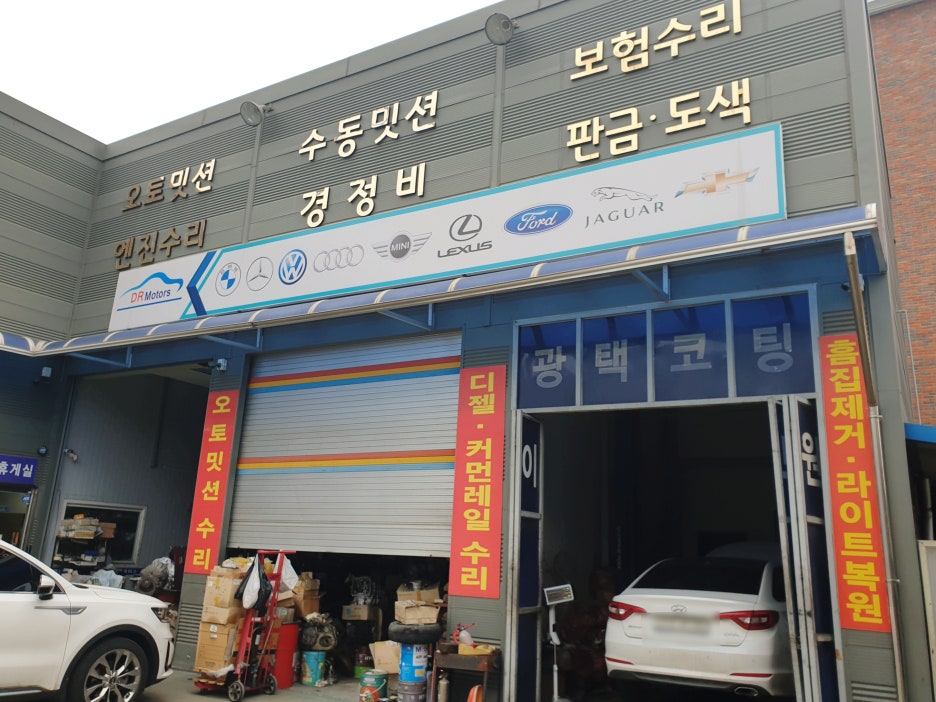 보험수리
수동밋션
판금·도색
오토밋션
경정비
엔진수리
DR Motors
MINI
LEXUS
Ford
JAGUAR
광택코팅
휴게실
오토밋션수리
디젤·커먼레일 수리
이
원
흠집제거·라이트복원